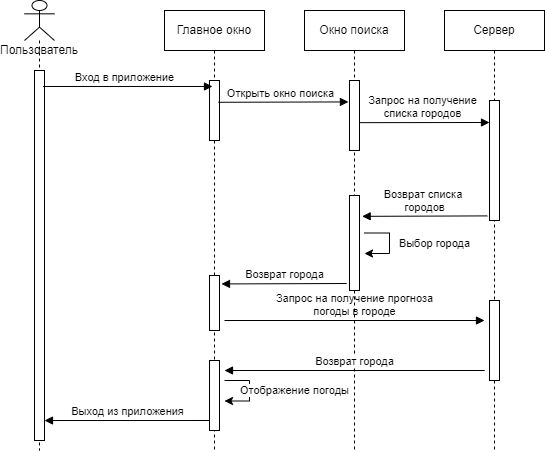 Пользователь
Главное окно
Окно поиска
Сервер
Вход в приложение
Открыть окно поиска
Запрос на получение
списка городов
Возврат списка
городов
Выбор города
Возврат города
Запрос на получение прогноза
погоды в городе
Возврат города
Отображение погоды
Выход из приложения